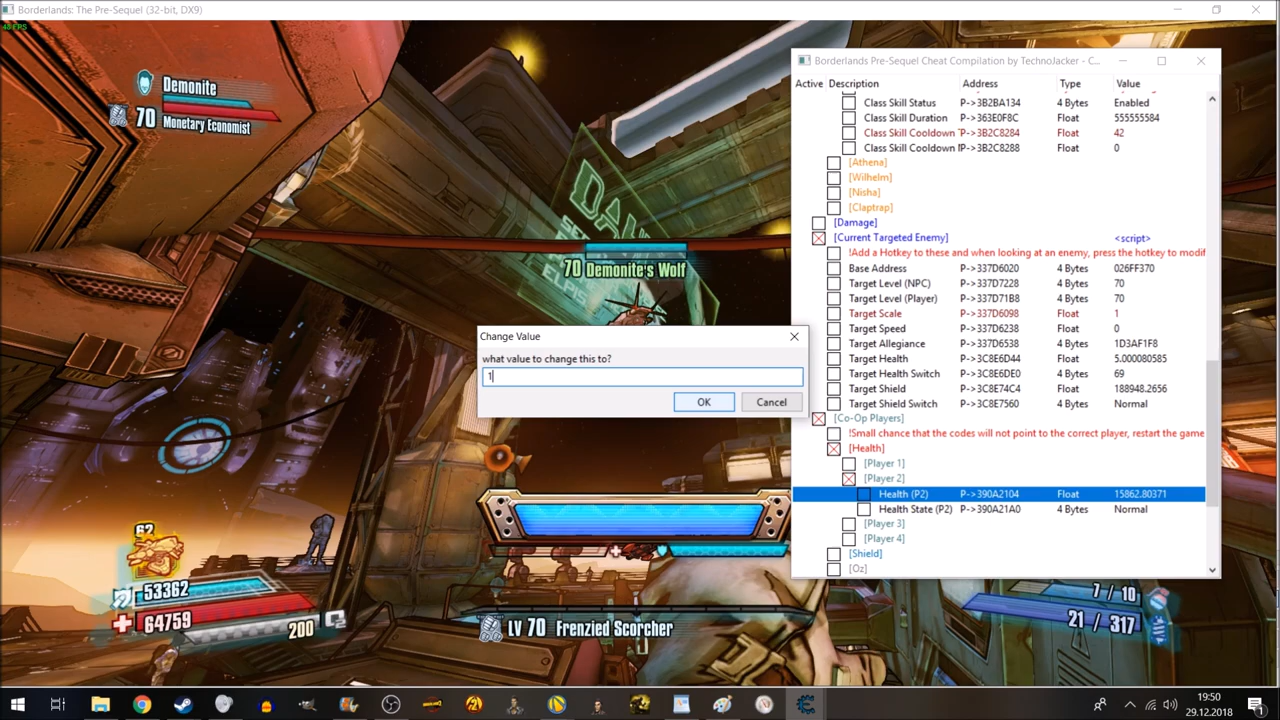 Borderlands: The Pre-Sequel (32-bit, DX9)
Demonite
70 Monetary Economist
70 Demonite's Wolf
62
53362
64759
200
LV 70 Frenzied Scorcher
7 / 10
21 / 317
Borderlands Pre-Sequel Cheat Compilation by TechnoJacker - C...
Active Description Address Type Value
Class Skill Status P->3B2BA134 4 Bytes Enabled
Class Skill Duration P->363E0F8C Float 555555584
Class Skill Cooldown P->3B2C8284 Float 42
Class Skill Cooldown P->3B2C8288 Float 0
[Athena]
[Wilhelm]
[Nisha]
[Claptrap]
[Damage]
[Current Targeted Enemy] <script>
!Add a Hotkey to these and when looking at an enemy, press the hotkey to modif
Base Address P->337D6020 4 Bytes 026FF370
Target Level (NPC) P->337D7228 4 Bytes 70
Target Level (Player) P->337D71B8 4 Bytes 70
Target Scale P->337D6098 Float 1
Target Speed P->337D6238 Float 0
Target Allegiance P->337D6538 4 Bytes 1D3AF1F8
Target Health P->3C8E6D44 Float 5.000080585
Target Health Switch P->3C8E6DE0 4 Bytes 69
Target Shield P->3C8E74C4 Float 188948.2656
Target Shield Switch P->3C8E7560 4 Bytes Normal
[Co-Op Players]
!Small chance that the codes will not point to the correct player, restart the game
[Health]
[Player 1]
[Player 2]
Health (P2) P->390A2104 Float 15862.80371
Health State (P2) P->390A21A0 4 Bytes Normal
[Player 3]
[Player 4]
[Shield]
[Oz]
Change Value
what value to change this to?
1
OK Cancel
19:50
29.12.2018